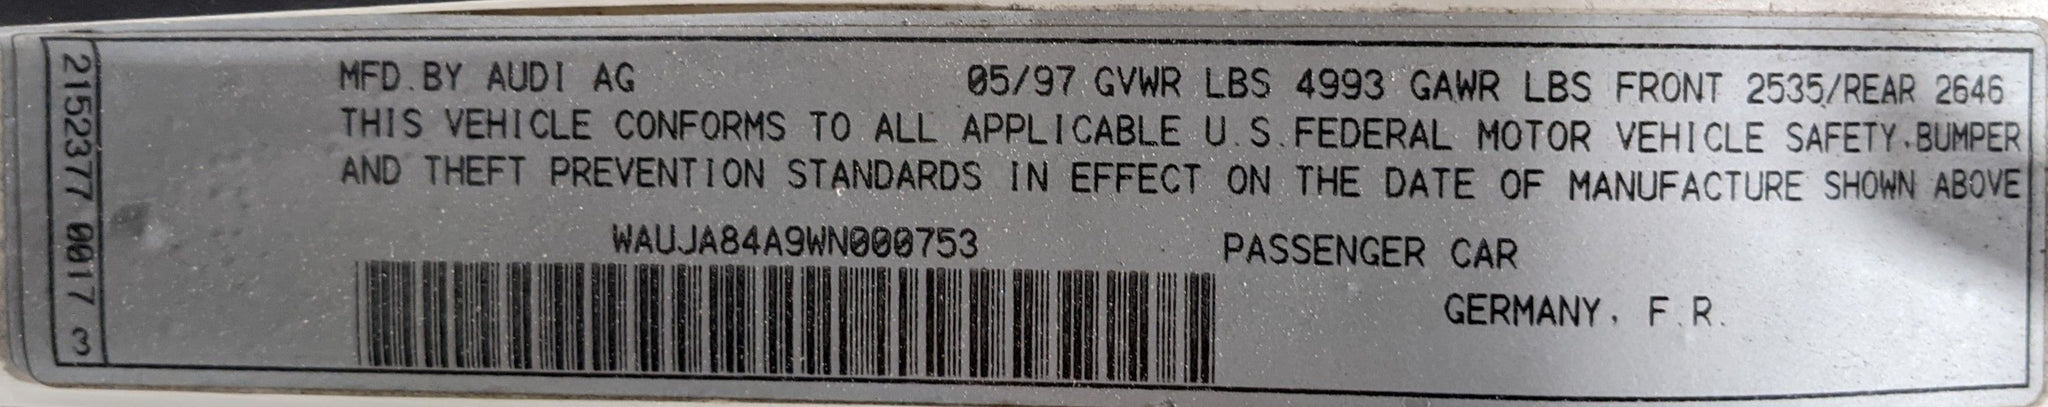 2152377 0017 3
MFD.BY AUDI AG 05/97 GVWR LBS 4993 GAWR LBS FRONT 2535/REAR 2646
THIS VEHICLE CONFORMS TO ALL APPLICABLE U.S.FEDERAL MOTOR VEHICLE SAFETY,BUMPER
AND THEFT PREVENTION STANDARDS IN EFFECT ON THE DATE OF MANUFACTURE SHOWN ABOVE
WAUJA84A9WN000753 PASSENGER CAR
GERMANY, F.R.